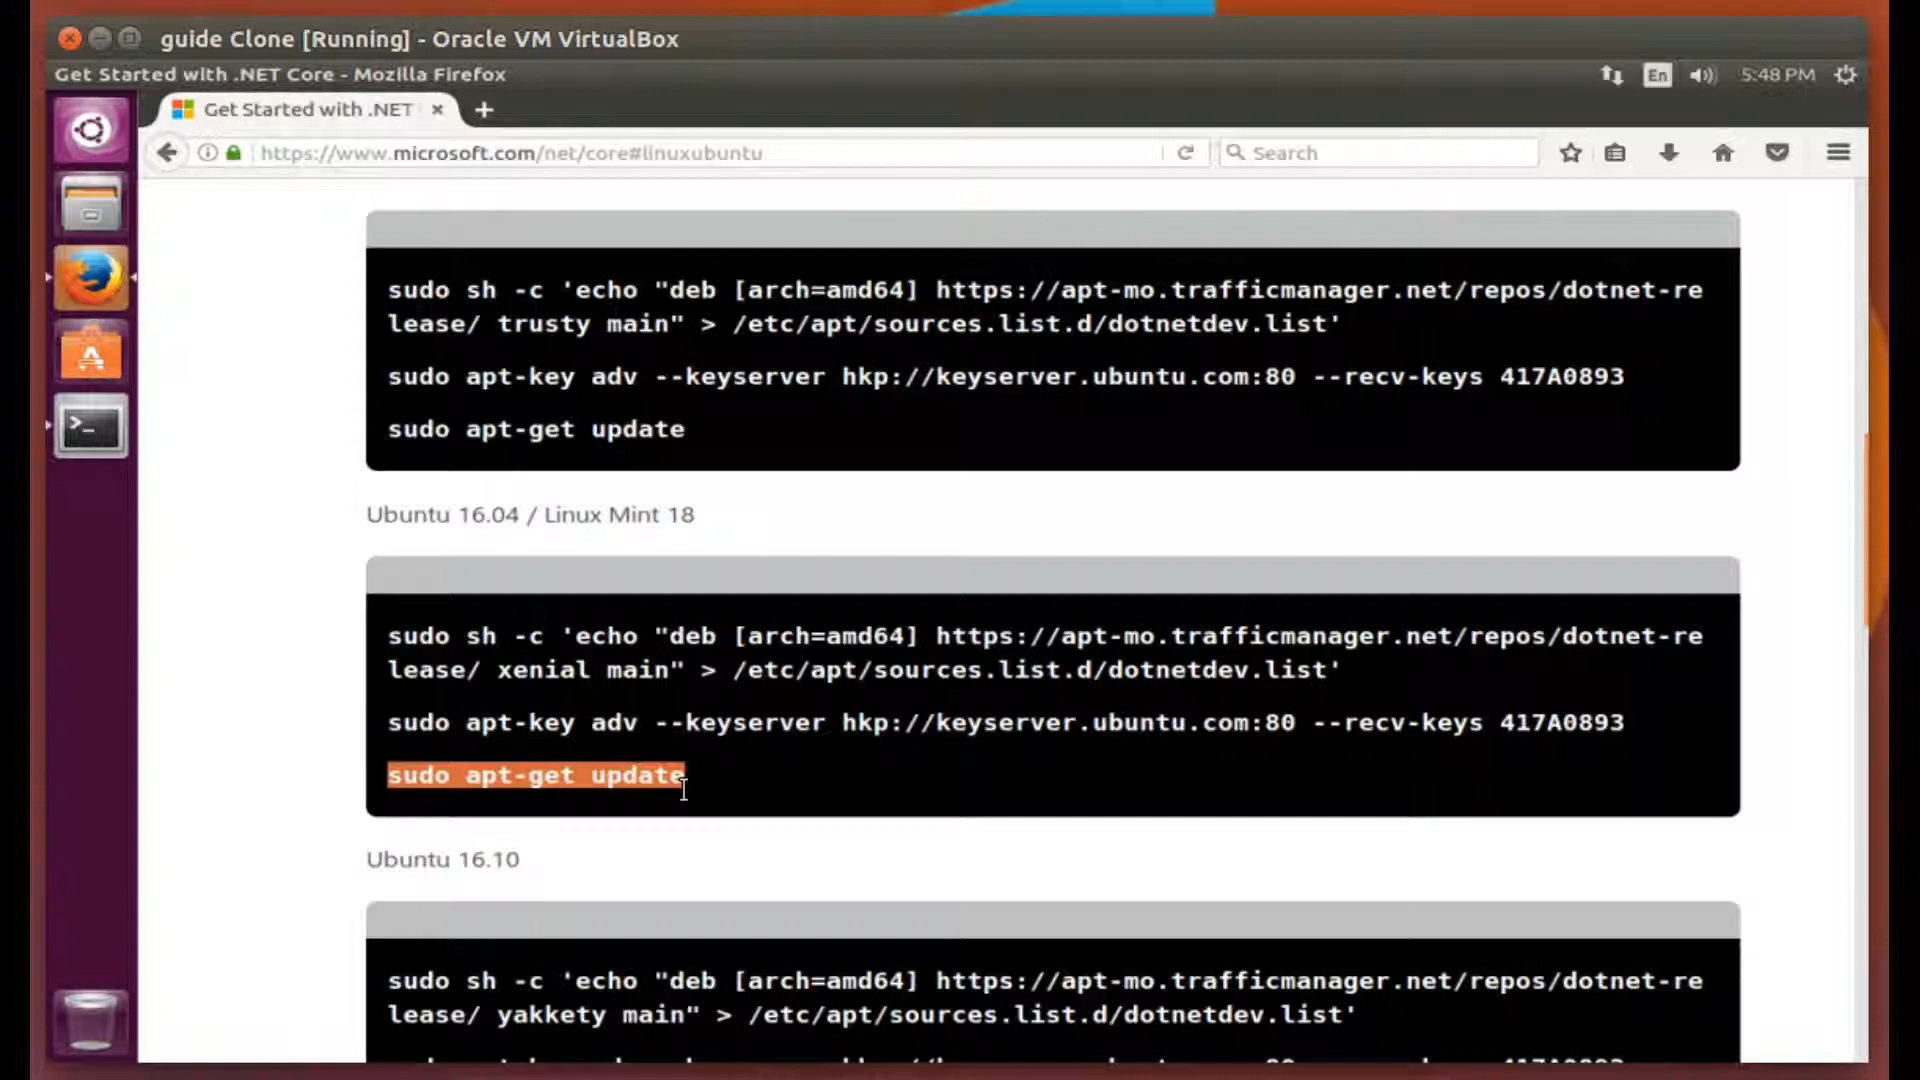 guide Clone [Running] - Oracle VM VirtualBox
Get Started with .NET Core - Mozilla Firefox
En
5:48 PM
Get Started with .NET
https://www.microsoft.com/net/core#linuxubuntu
Search
sudo sh -c 'echo "deb [arch=amd64] https://apt-mo.trafficmanager.net/repos/dotnet-re
lease/ trusty main" > /etc/apt/sources.list.d/dotnetdev.list'
sudo apt-key adv --keyserver hkp://keyserver.ubuntu.com:80 --recv-keys 417A0893
sudo apt-get update
Ubuntu 16.04 / Linux Mint 18
sudo sh -c 'echo "deb [arch=amd64] https://apt-mo.trafficmanager.net/repos/dotnet-re
lease/ xenial main" > /etc/apt/sources.list.d/dotnetdev.list'
sudo apt-key adv --keyserver hkp://keyserver.ubuntu.com:80 --recv-keys 417A0893
sudo apt-get update
Ubuntu 16.10
sudo sh -c 'echo "deb [arch=amd64] https://apt-mo.trafficmanager.net/repos/dotnet-re
lease/ yakkety main" > /etc/apt/sources.list.d/dotnetdev.list'